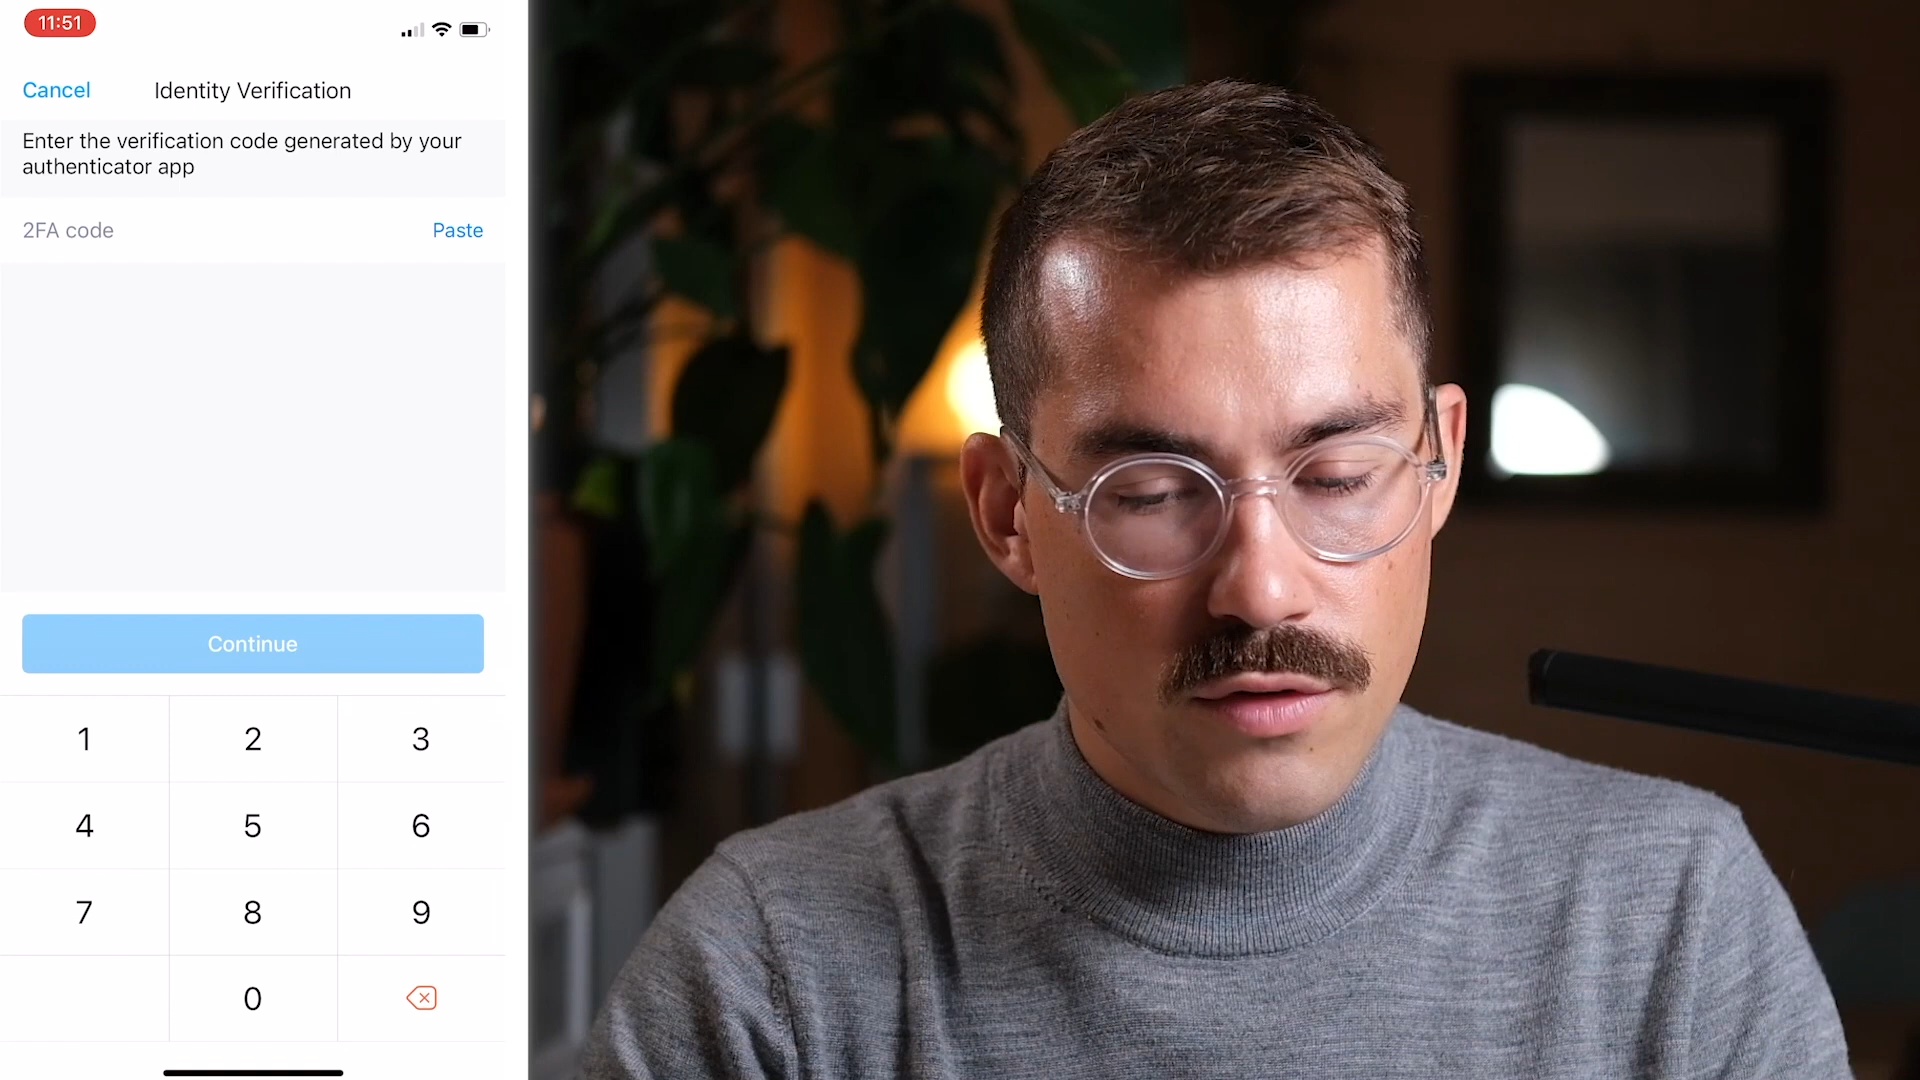 11:51
Cancel
Identity Verification
Enter the verification code generated by your
authenticator app
2FA code
Paste
Continue
1 2 3
4 5 6
7 8 9
0